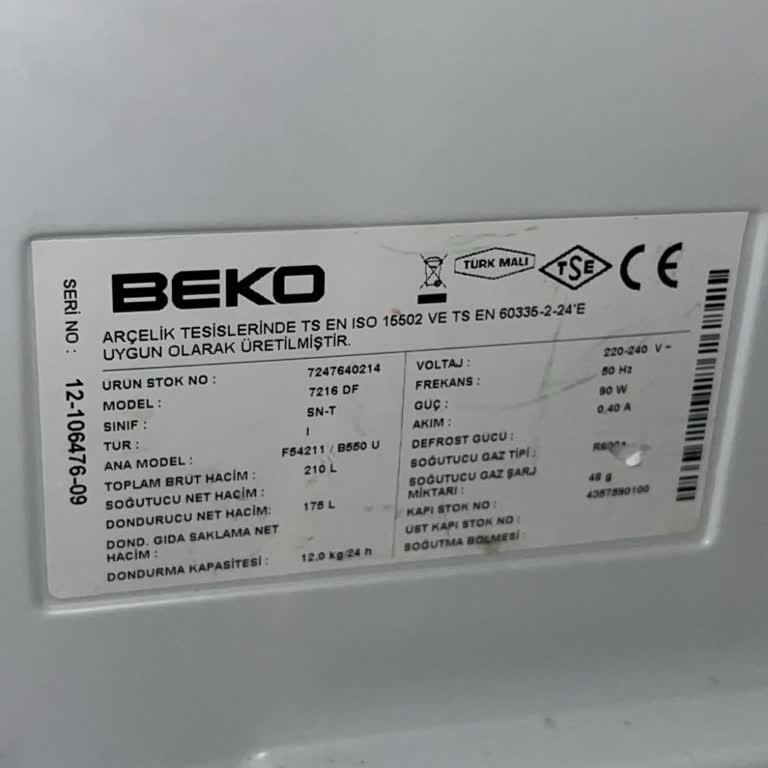 BEKO
TÜRK MALI
TSE
CE
ARÇELİK TESİSLERİNDE TS EN ISO 15502 VE TS EN 60335-2-24'E
UYGUN OLARAK ÜRETİLMİŞTİR.
SERİ NO : 12-106476-09
ÜRÜN STOK NO : 7247640214
MODEL : 7216 DF
SINIF : SN-T
TUR : I
ANA MODEL : F54211 / B550 U
TOPLAM BRÜT HACİM : 210 L
SOĞUTUCU NET HACİM :
DONDURUCU NET HACİM: 175 L
DOND. GIDA SAKLAMA NET
HACİM :
DONDURMA KAPASİTESİ : 12.0 kg/24 h
VOLTAJ : 220-240 V ~
FREKANS : 50 Hz
GÜÇ : 90 W
AKIM : 0,40 A
DEFROST GÜCÜ :
SOĞUTUCU GAZ TİPİ :
SOĞUTUCU GAZ ŞARJ
MİKTARI : 48 g
KAPI STOK NO : 4357590100
ÜST KAPI STOK NO :
SOĞUTMA BÖLMESİ :